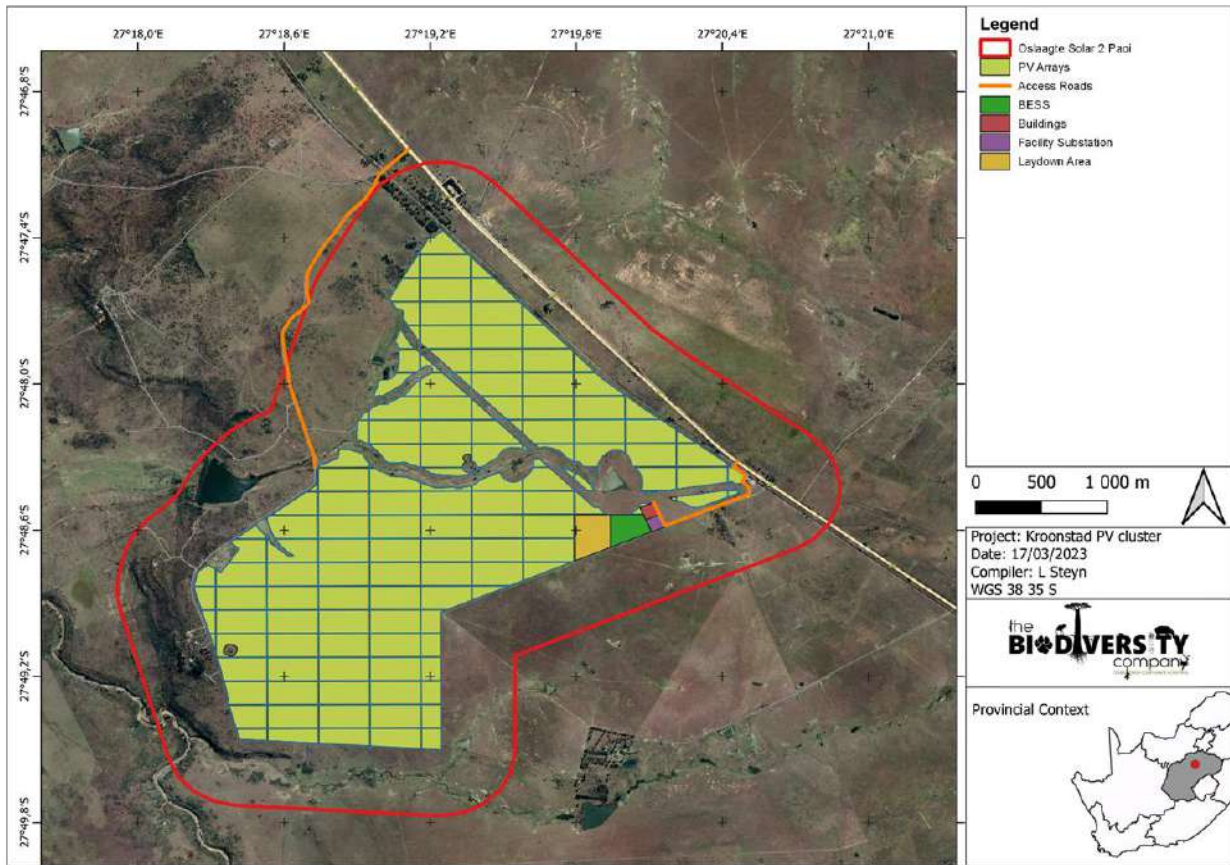 27°18,0'E
27°18,6'E
27°19,2'E
27°19,8'E
27°20,4'E
27°21,0'E
27°46,8'S
27°47,4'S
27°48,0'S
27°48,6'S
27°49,2'S
27°49,8'S
Legend
Oslaagte Solar 2 Paoi
PV Arrays
Access Roads
BESS
Buildings
Facility Substation
Laydown Area
0 500 1 000 m
Project: Kroonstad PV cluster
Date: 17/03/2023
Compiler: L Steyn
WGS 38 35 S
the
BIODIVERSITY
company
Provincial Context